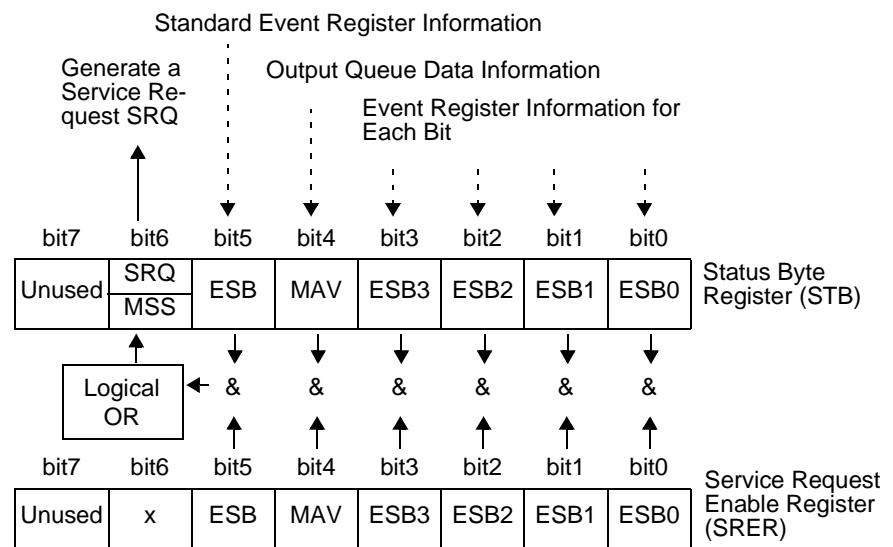 Standard Event Register Information
Generate a
Service Re-
quest SRQ
Output Queue Data Information
Event Register Information for
Each Bit
bit7 bit6 bit5 bit4 bit3 bit2 bit1 bit0
Unused SRQ MSS ESB MAV ESB3 ESB2 ESB1 ESB0
Status Byte
Register (STB)
Logical
OR
& & & & & &
bit7 bit6 bit5 bit4 bit3 bit2 bit1 bit0
Unused x ESB MAV ESB3 ESB2 ESB1 ESB0
Service Request
Enable Register
(SRER)